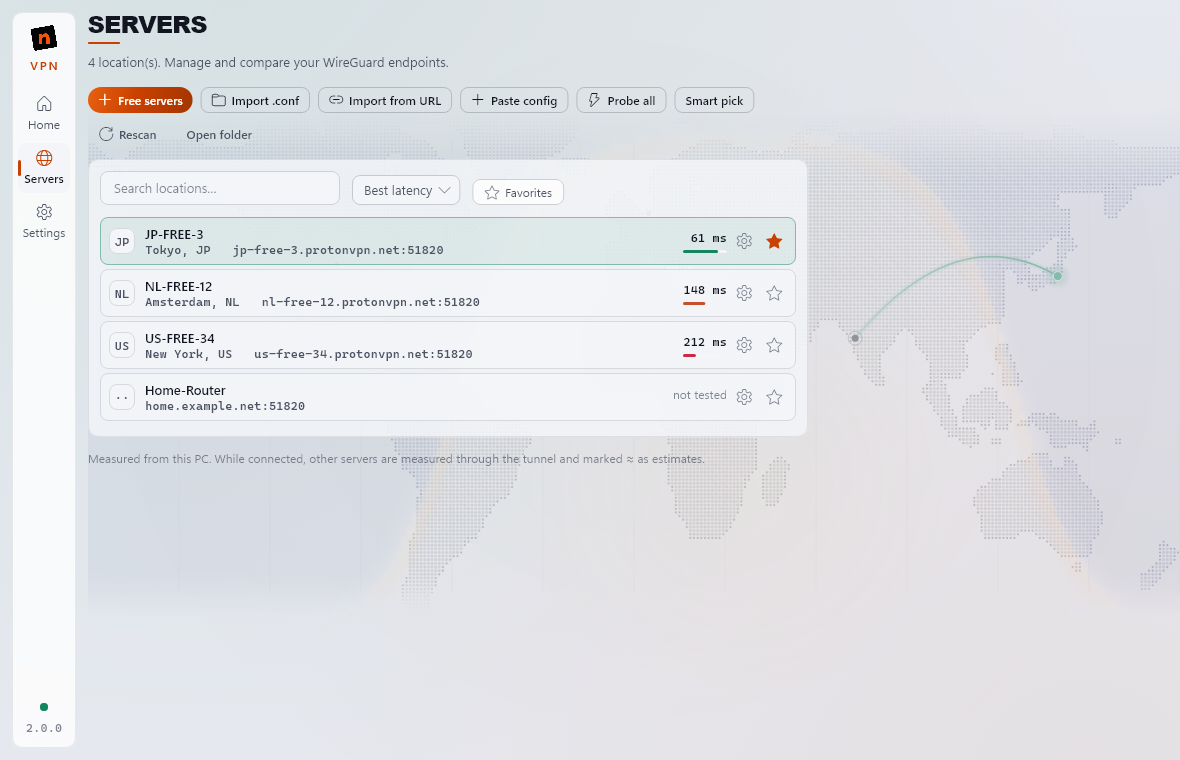 n
VPN
Home
Servers
Settings
2.0.0
SERVERS
4 location(s). Manage and compare your WireGuard endpoints.
Free servers
Import .conf
Import from URL
Paste config
Probe all
Smart pick
Rescan
Open folder
Search locations...
Best latency
Favorites
JP
JP-FREE-3
Tokyo, JP jp-free-3.protonvpn.net:51820
61 ms
NL
NL-FREE-12
Amsterdam, NL nl-free-12.protonvpn.net:51820
148 ms
US
US-FREE-34
New York, US us-free-34.protonvpn.net:51820
212 ms
..
Home-Router
home.example.net:51820
not tested
Measured from this PC. While connected, other servers are measured through the tunnel and marked as estimates.